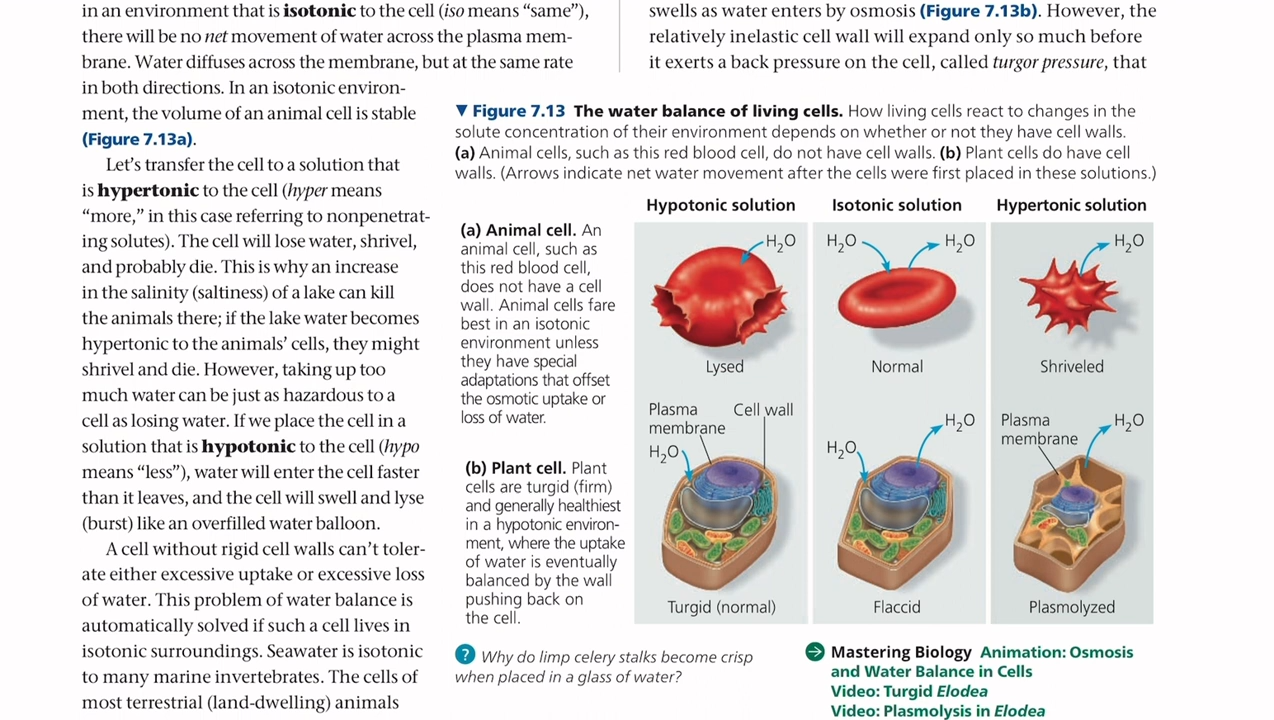 in an environment that is isotonic to the cell (iso means “same”),
there will be no net movement of water across the plasma mem-
brane. Water diffuses across the membrane, but at the same rate
in both directions. In an isotonic environ-
ment, the volume of an animal cell is stable
(Figure 7.13a).
Let’s transfer the cell to a solution that
is hypertonic to the cell (hyper means
“more,” in this case referring to nonpenetrat-
ing solutes). The cell will lose water, shrivel,
and probably die. This is why an increase
in the salinity (saltiness) of a lake can kill
the animals there; if the lake water becomes
hypertonic to the animals’ cells, they might
shrivel and die. However, taking up too
much water can be just as hazardous to a
cell as losing water. If we place the cell in a
solution that is hypotonic to the cell (hypo
means “less”), water will enter the cell faster
than it leaves, and the cell will swell and lyse
(burst) like an overfilled water balloon.
A cell without rigid cell walls can’t toler-
ate either excessive uptake or excessive loss
of water. This problem of water balance is
automatically solved if such a cell lives in
isotonic surroundings. Seawater is isotonic
to many marine invertebrates. The cells of
most terrestrial (land-dwelling) animals
swells as water enters by osmosis (Figure 7.13b). However, the
relatively inelastic cell wall will expand only so much before
it exerts a back pressure on the cell, called turgor pressure, that
▼ Figure 7.13 The water balance of living cells. How living cells react to changes in the
solute concentration of their environment depends on whether or not they have cell walls.
(a) Animal cells, such as this red blood cell, do not have cell walls. (b) Plant cells do have cell
walls. (Arrows indicate net water movement after the cells were first placed in these solutions.)
Hypotonic solution
Isotonic solution
Hypertonic solution
(a) Animal cell. An
animal cell, such as
this red blood cell,
does not have a cell
wall. Animal cells fare
best in an isotonic
environment unless
they have special
adaptations that offset
the osmotic uptake or
loss of water.
H₂O
H₂O
H₂O
H₂O
Lysed
Normal
Shriveled
(b) Plant cell. Plant
cells are turgid (firm)
and generally healthiest
in a hypotonic environ-
ment, where the uptake
of water is eventually
balanced by the wall
pushing back on
the cell.
Plasma
membrane
Cell wall
H₂O
H₂O
H₂O
Plasma
membrane
H₂O
Turgid (normal)
Flaccid
Plasmolyzed
? Why do limp celery stalks become crisp
when placed in a glass of water?
Mastering Biology Animation: Osmosis
and Water Balance in Cells
Video: Turgid Elodea
Video: Plasmolysis in Elodea